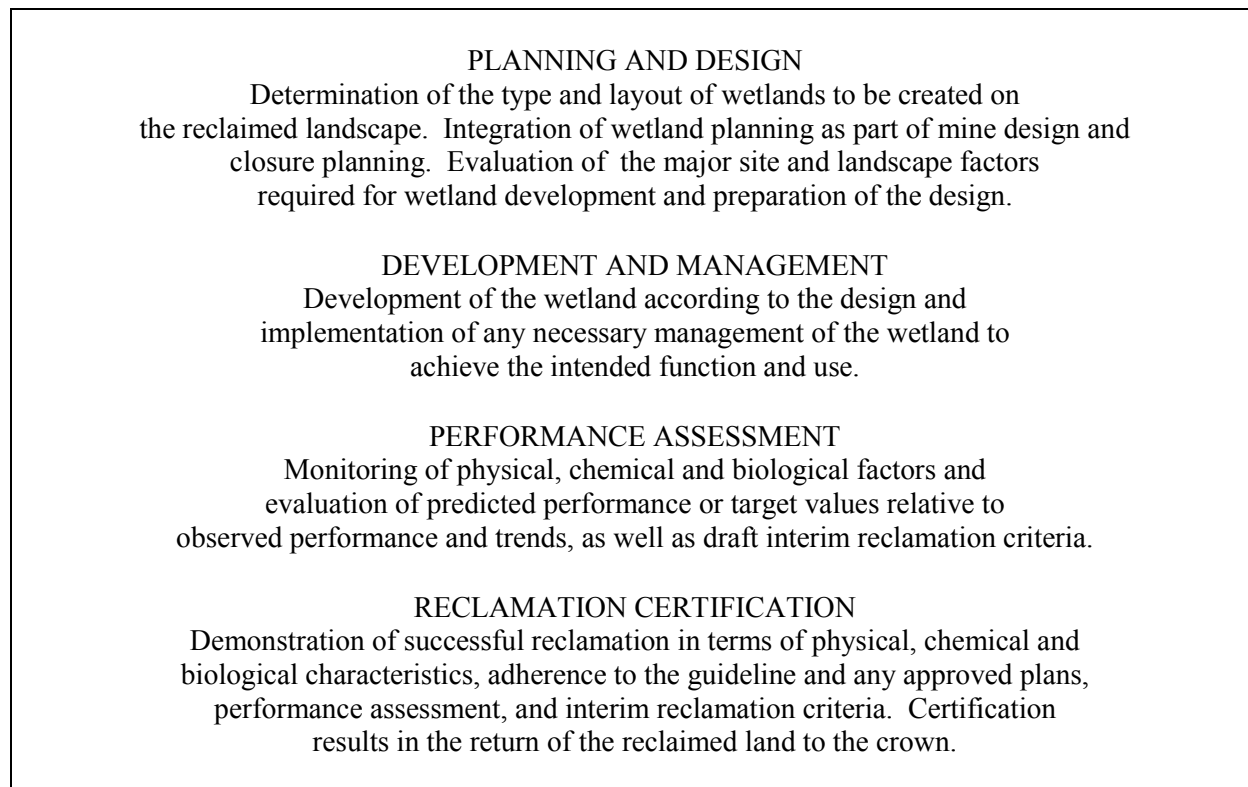 PLANNING AND DESIGN
Determination of the type and layout of wetlands to be created on
the reclaimed landscape.  Integration of wetland planning as part of mine design and
closure planning.  Evaluation of  the major site and landscape factors
required for wetland development and preparation of the design.
DEVELOPMENT AND MANAGEMENT
Development of the wetland according to the design and
implementation of any necessary management of the wetland to
achieve the intended function and use.
PERFORMANCE ASSESSMENT
Monitoring of physical, chemical and biological factors and
evaluation of predicted performance or target values relative to
observed performance and trends, as well as draft interim reclamation criteria.
RECLAMATION CERTIFICATION
Demonstration of successful reclamation in terms of physical, chemical and
biological characteristics, adherence to the guideline and any approved plans,
performance assessment, and interim reclamation criteria.  Certification
results in the return of the reclaimed land to the crown.